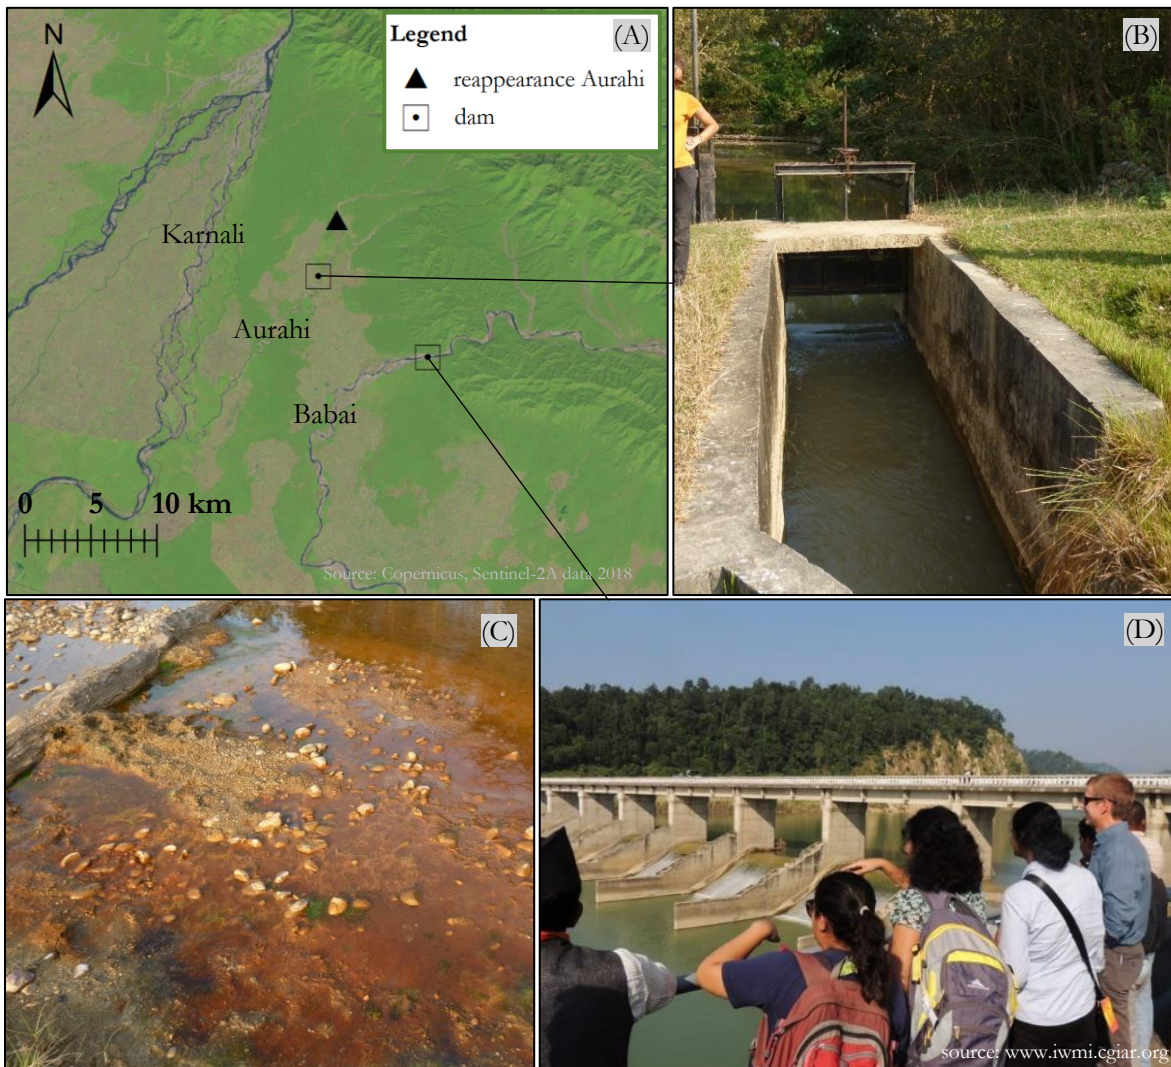 N
Legend
(A)
reappearance Aurahi
dam
Karnali
Aurahi
Babai
0 5 10 km
Source: Copernicus, Sentinel-2A data 2018
(B)
(C)
(D)
source: www.iwmi.cgiar.org